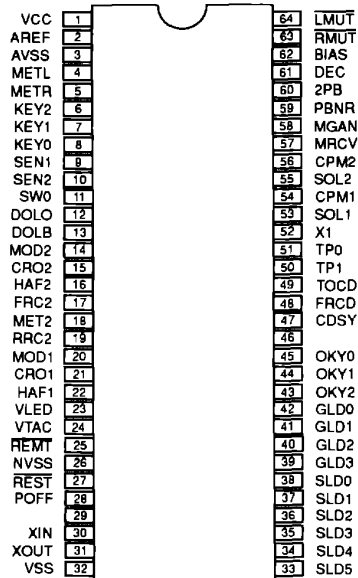 VCC 1 64 LMUT
AREF 2 63 RMUT
AVSS 3 62 BIAS
METL 4 61 DEC
METR 5 60 2PB
KEY2 6 59 PBNR
KEY1 7 58 MGAN
KEY0 8 57 MRCV
SEN1 9 56 CPM2
SEN2 10 55 SOL2
SW0 11 54 CPM1
DOLO 12 53 SOL1
DOLB 13 52 X1
MOD2 14 51 TP0
CRO2 15 50 TP1
HAF2 16 49 TOCD
FRC2 17 48 FRCD
MET2 18 47 CDSY
RRC2 19 46
MOD1 20 45 OKY0
CRO1 21 44 OKY1
HAF1 22 43 OKY2
VLED 23 42 GLD0
VTAC 24 41 GLD1
REMT 25 40 GLD2
NVSS 26 39 GLD3
REST 27 38 SLD0
POFF 28 37 SLD1
29 36 SLD2
XIN 30 35 SLD3
XOUT 31 34 SLD4
VSS 32 33 SLD5